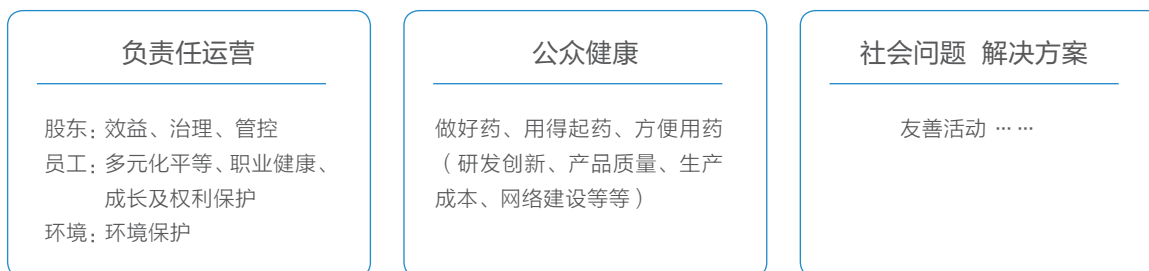 负责任运营
股东：效益、治理、管控
员工：多元化平等、职业健康、
成长及权利保护
环境：环境保护
公众健康
做好药、用得起药、方便用药
（研发创新、产品质量、生产
成本、网络建设等等）
社会问题 解决方案
友善活动 … …